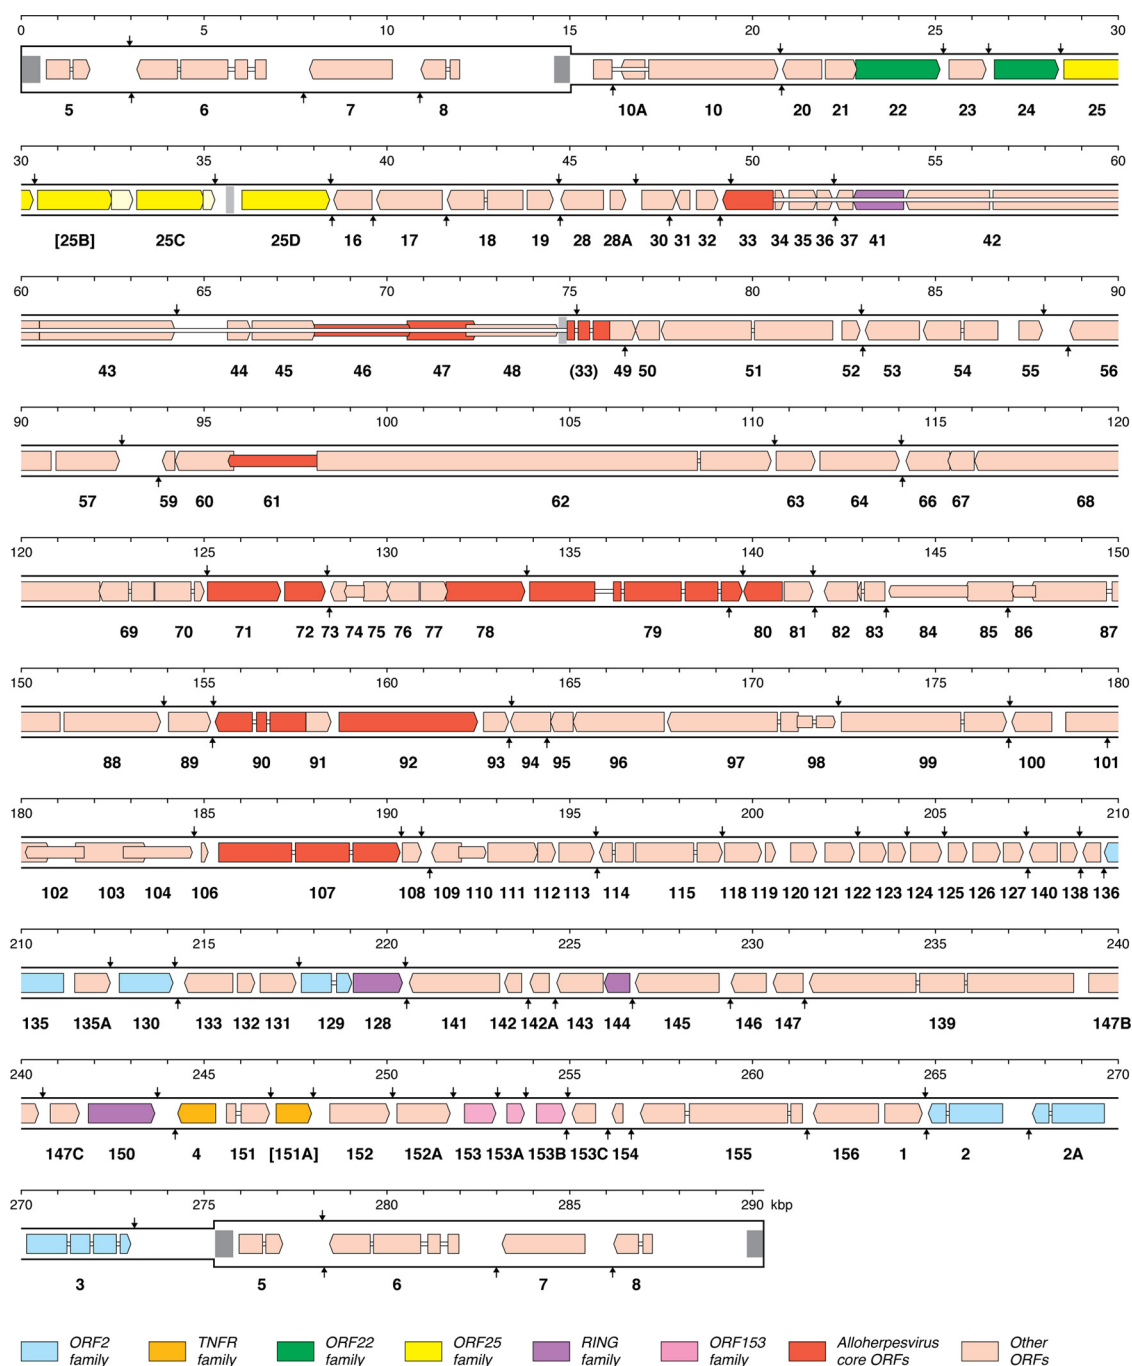 0 5 10 15 20 25 30
5 6 7 8 10A 10 20 21 22 23 24 25
30 35 40 45 50 55 60
[25B] 25C 25D 16 17 18 19 28 28A 30 31 32 33 34 35 36 37 41 42
60 65 70 75 80 85 90
43 44 45 46 47 48 (33) 49 50 51 52 53 54 55 56
90 95 100 105 110 115 120
57 59 60 61 62 63 64 66 67 68
120 125 130 135 140 145 150
69 70 71 72 73 74 75 76 77 78 79 80 81 82 83 84 85 86 87
150 155 160 165 170 175 180
88 89 90 91 92 93 94 95 96 97 98 99 100 101
180 185 190 195 200 205 210
102 103 104 106 107 108 109 110 111 112 113 114 115 118 119 120 121 122 123 124 125 126 127 140 138 136
210 215 220 225 230 235 240
135 135A 130 133 132 131 129 128 141 142 142A 143 144 145 146 147 139 147B
240 245 250 255 260 265 270
147C 150 4 151 [151A] 152 152A 153 153A 153B 153C 154 155 156 1 2 2A
270 275 280 285 290 kbp
3 5 6 7 8
ORF2 family
TNFR family
ORF22 family
ORF25 family
RING family
ORF153 family
Alloherpesvirus core ORFs
Other ORFs